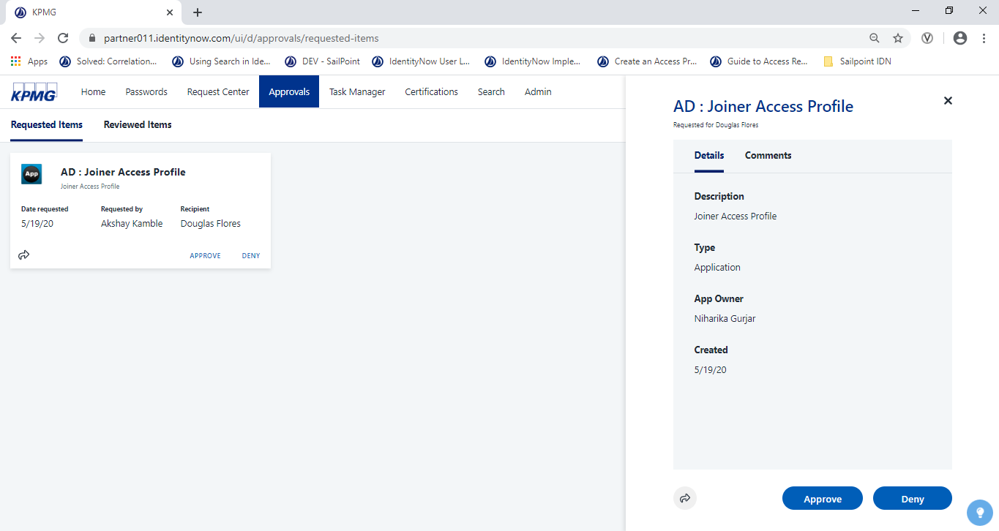 KPMG
partner011.identitynow.com/ui/d/approvals/requested-items
Apps Solved: Correlation... Using Search in Ide... DEV - SailPoint IdentityNow User L... IdentityNow Imple... Create an Access Pr... Guide to Access Re... Sailpoint IDN
KPMG Home Passwords Request Center Approvals Task Manager Certifications Search Admin
Requested Items Reviewed Items
App AD : Joiner Access Profile
Joiner Access Profile
Date requested Requested by Recipient
5/19/20 Akshay Kamble Douglas Flores
APPROVE DENY
AD : Joiner Access Profile
Requested for Douglas Flores
Details Comments
Description
Joiner Access Profile
Type
Application
App Owner
Niharika Gurjar
Created
5/19/20
Approve Deny